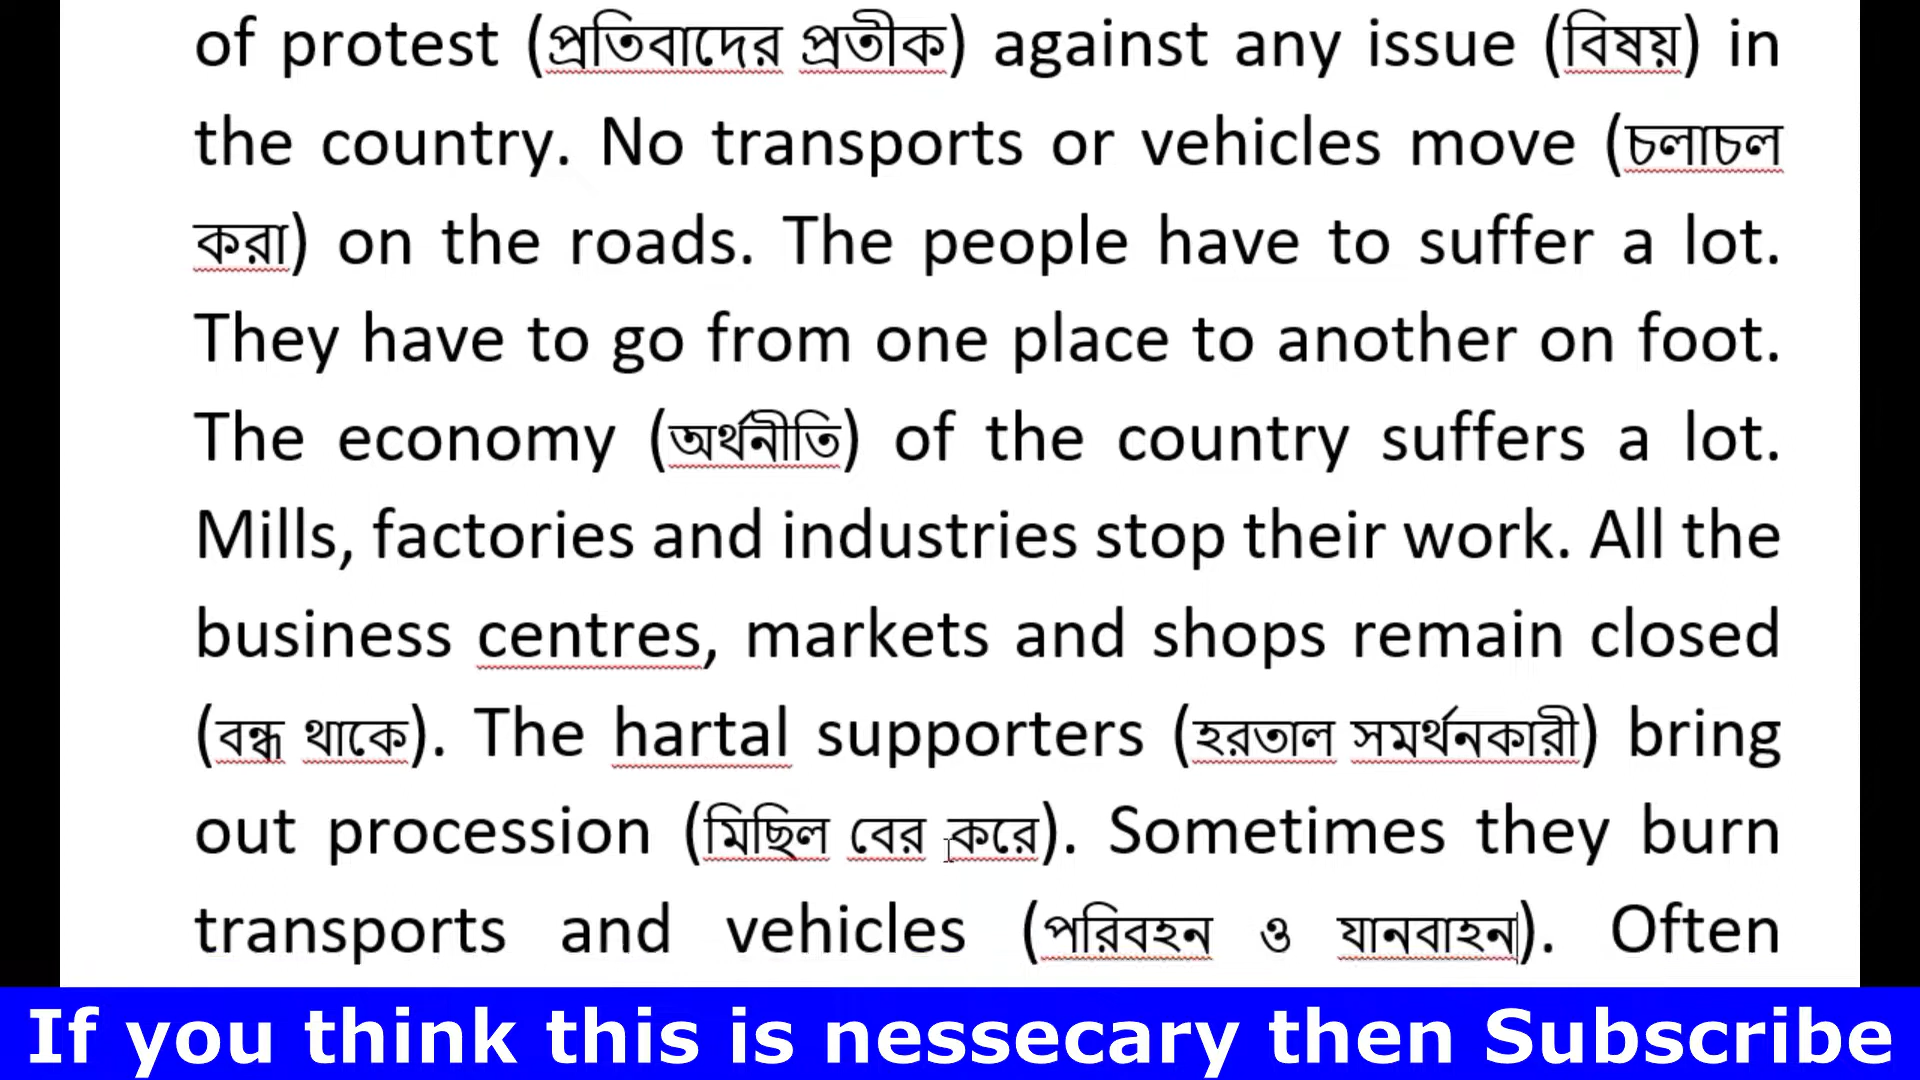 of protest (প্রতিবাদের প্রতীক) against any issue (বিষয়) in
the country. No transports or vehicles move (চলাচল
করা) on the roads. The people have to suffer a lot.
They have to go from one place to another on foot.
The economy (অর্থনীতি) of the country suffers a lot.
Mills, factories and industries stop their work. All the
business centres, markets and shops remain closed
(বন্ধ থাকে). The hartal supporters (হরতাল সমর্থনকারী) bring
out procession (মিছিল বের করে). Sometimes they burn
transports and vehicles (পরিবহন ও যানবাহন). Often
If you think this is nessecary then Subscribe